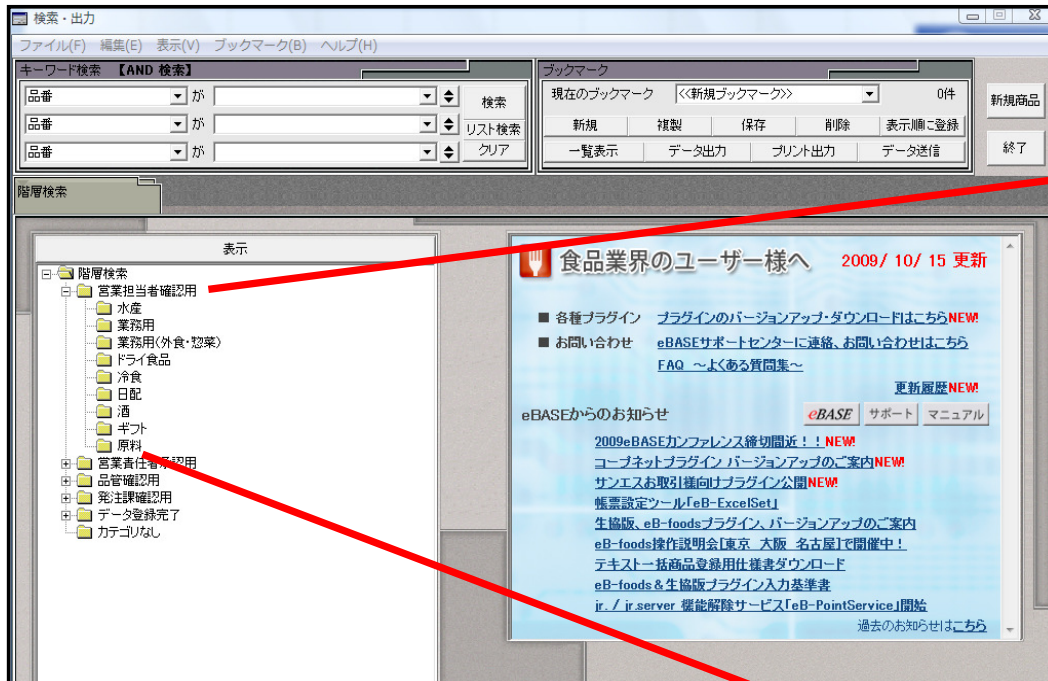 検索・出力
ファイル(F) 編集(E) 表示(V) ブックマーク(B) ヘルプ(H)
キーワード検索 【AND 検索】
品番 が
品番 が
品番 が
検索
リスト検索
クリア
ブックマーク
現在のブックマーク <<新規ブックマーク>> 0件
新規 複製 保存 削除 表示順に登録
一覧表示 データ出力 プリント出力 データ送信
新規商品
終了
階層検索
表示
階層検索
営業担当者確認用
水産
業務用
業務用(外食・惣菜)
ドライ食品
冷食
日配
酒
ギフト
原料
営業責任者承認用
品管確認用
発注課確認用
データ登録完了
カテゴリなし
食品業界のユーザー様へ 2009/ 10/ 15 更新
■ 各種プラグイン プラグインのバージョンアップ・ダウンロードはこちらNEW!
■ お問い合わせ eBASEサポートセンターに連絡、お問い合わせはこちら
FAQ ～よくある質問集～
更新履歴NEW!
eBASEからのお知らせ eBASE サポート マニュアル
2009eBASEカンファレンス締切間近！！NEW!
コープネットプラグイン バージョンアップのご案内NEW!
サンエスお取引様向けプラグイン公開NEW!
帳票設定ツール「eB-ExcelSet」
生協版、eB-foodsプラグイン、バージョンアップのご案内
eB-foods操作説明会[東京 大阪 名古屋]で開催中！
テキスト一括商品登録用仕様書ダウンロード
eB-foods＆生協版プラグイン入力基準書
jr. / jr.server 機能解除サービス「eB-PointService」開始
過去のお知らせはこちら